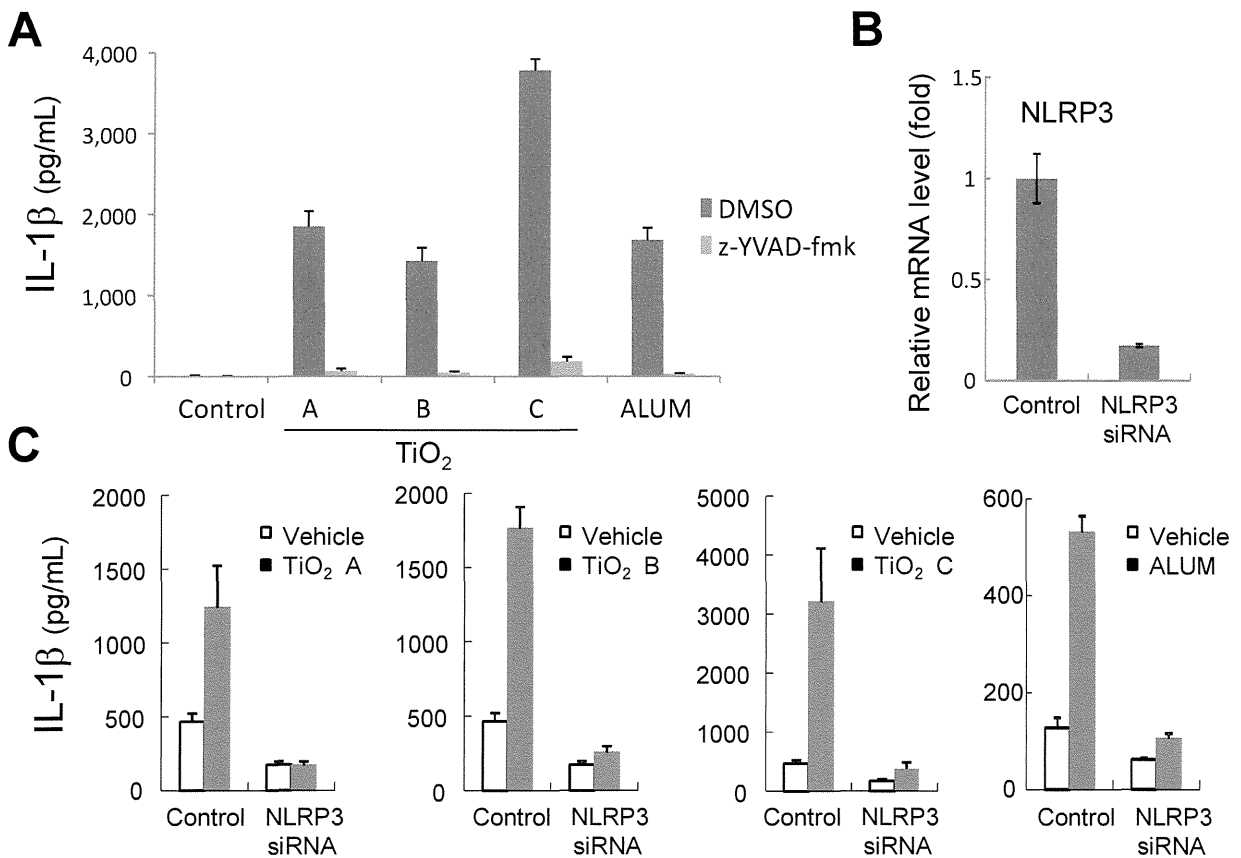 A
IL-1β (pg/mL)
4,000
3,000
2,000
1,000
0
Control A B C ALUM
TiO₂
DMSO
z-YVAD-fmk
B
Relative mRNA level (fold)
1.5
1
0.5
0
NLRP3
Control NLRP3
siRNA
C
IL-1β (pg/mL)
2000
1500
1000
500
0
Vehicle
TiO₂ A
Control NLRP3
siRNA
2000
1500
1000
500
0
Vehicle
TiO₂ B
Control NLRP3
siRNA
5000
4000
3000
2000
1000
0
Vehicle
TiO₂ C
Control NLRP3
siRNA
600
400
200
0
Vehicle
ALUM
Control NLRP3
siRNA